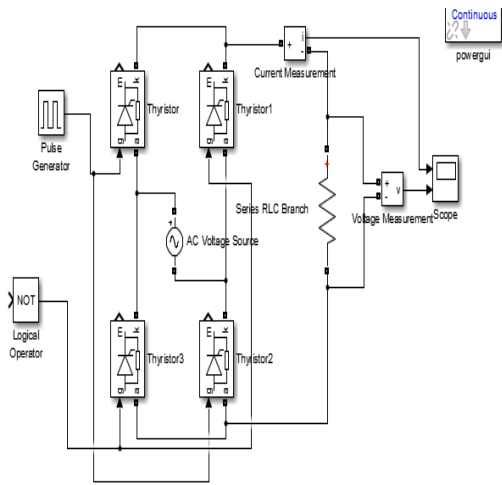 Continuous
powergui
i
+
-
Current Measurement
m
k
g
a
Thyristor
m
k
g
a
Thyristor1
Pulse
Generator
+
Series RLC Branch
+
-
v
Voltage Measurement
Scope
+
AC Voltage Source
NOT
Logical
Operator
m
k
g
a
Thyristor3
m
k
g
a
Thyristor2